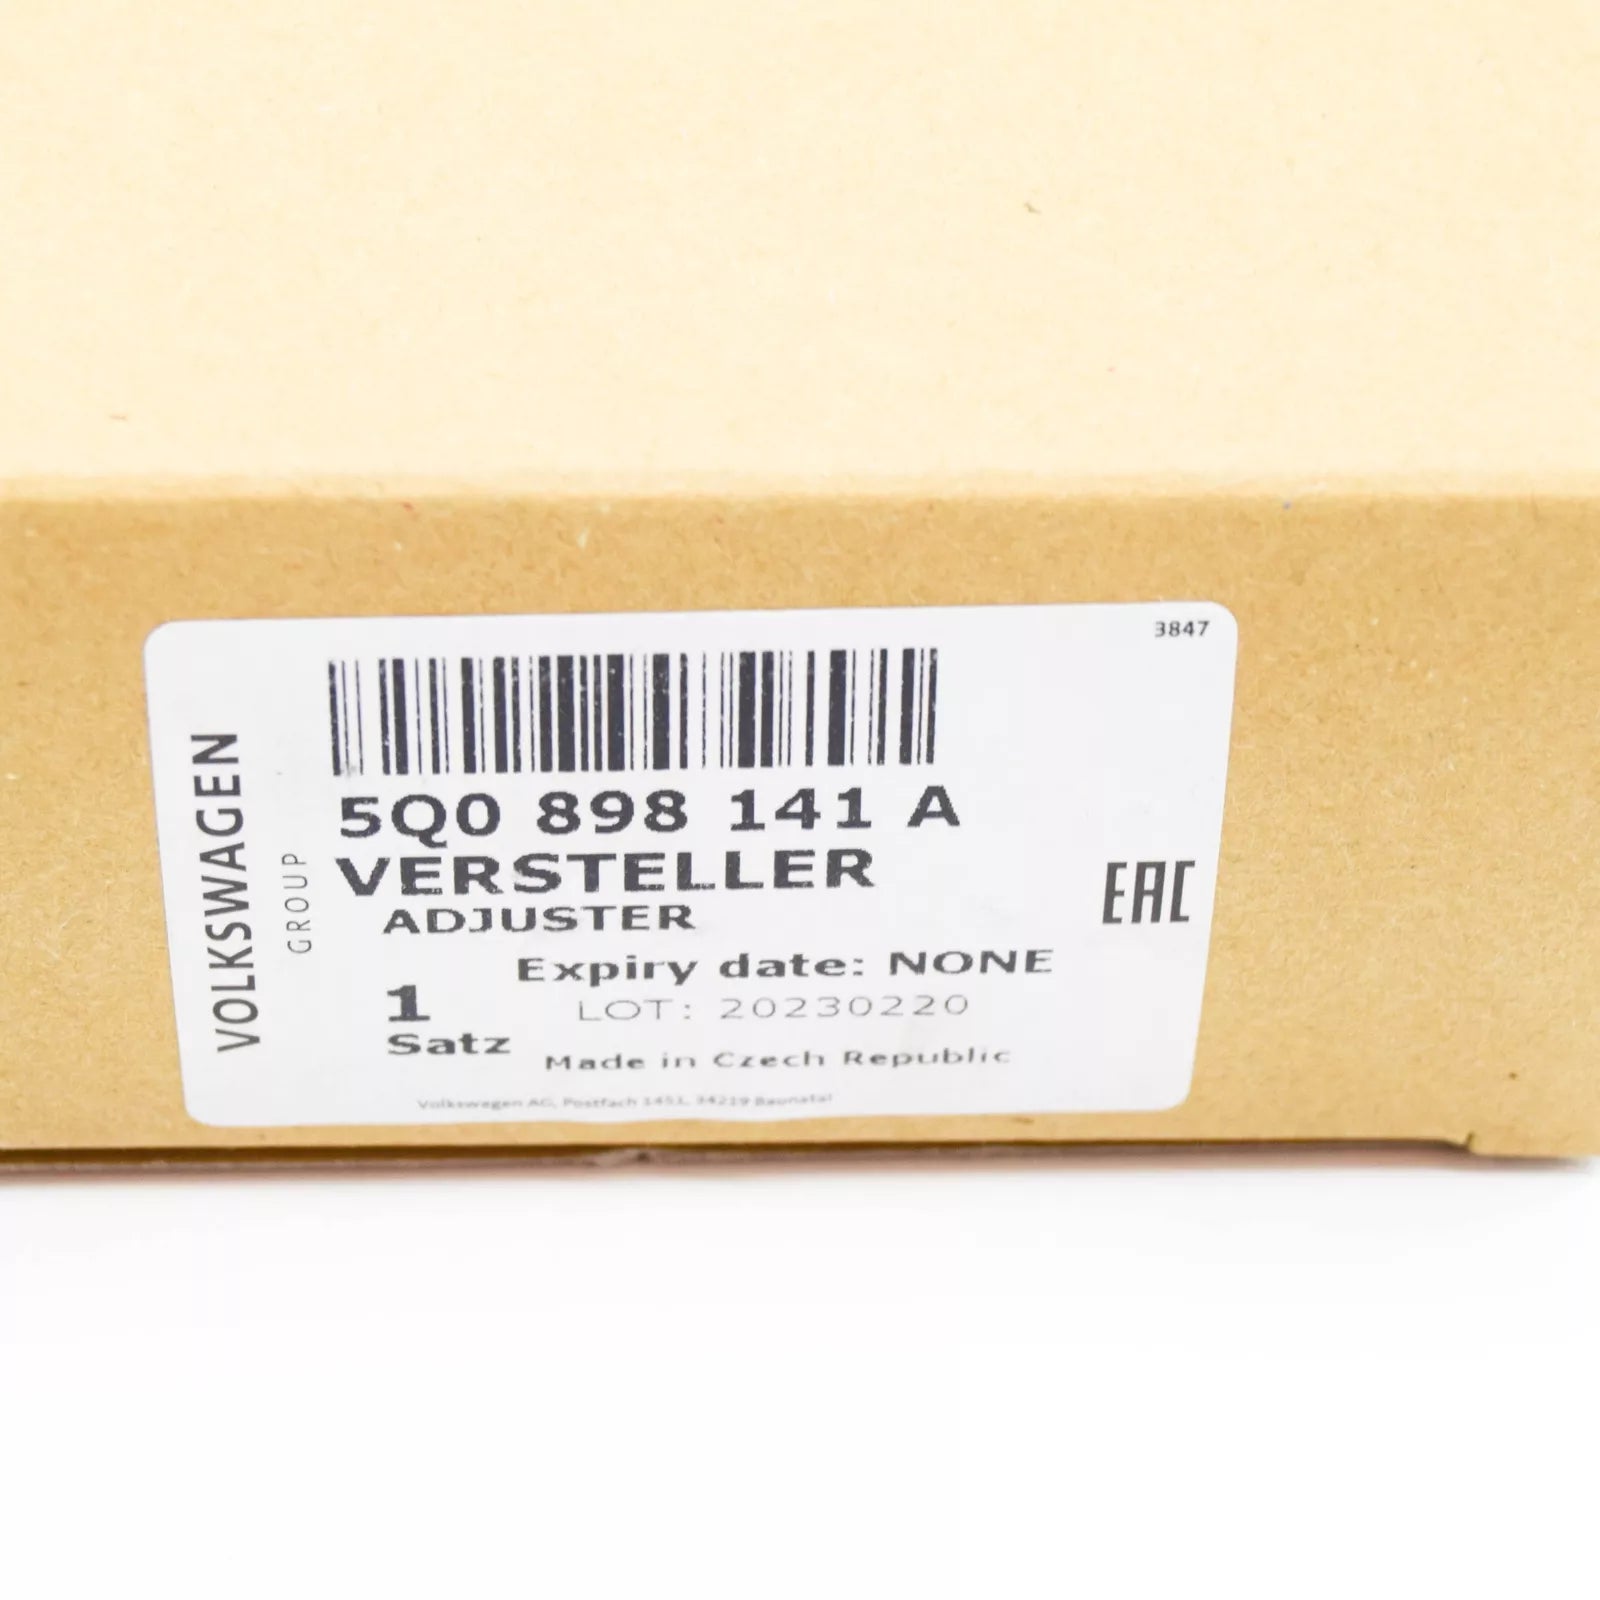 3847
VOLKSWAGEN
GROUP
5Q0 898 141 A
VERSTELLER
ADJUSTER
EAC
Expiry date: NONE
1
LOT: 20230220
Satz
Made in Czech Republic
Volkswagen AG, Postfach 1451, 34219 Baunatal